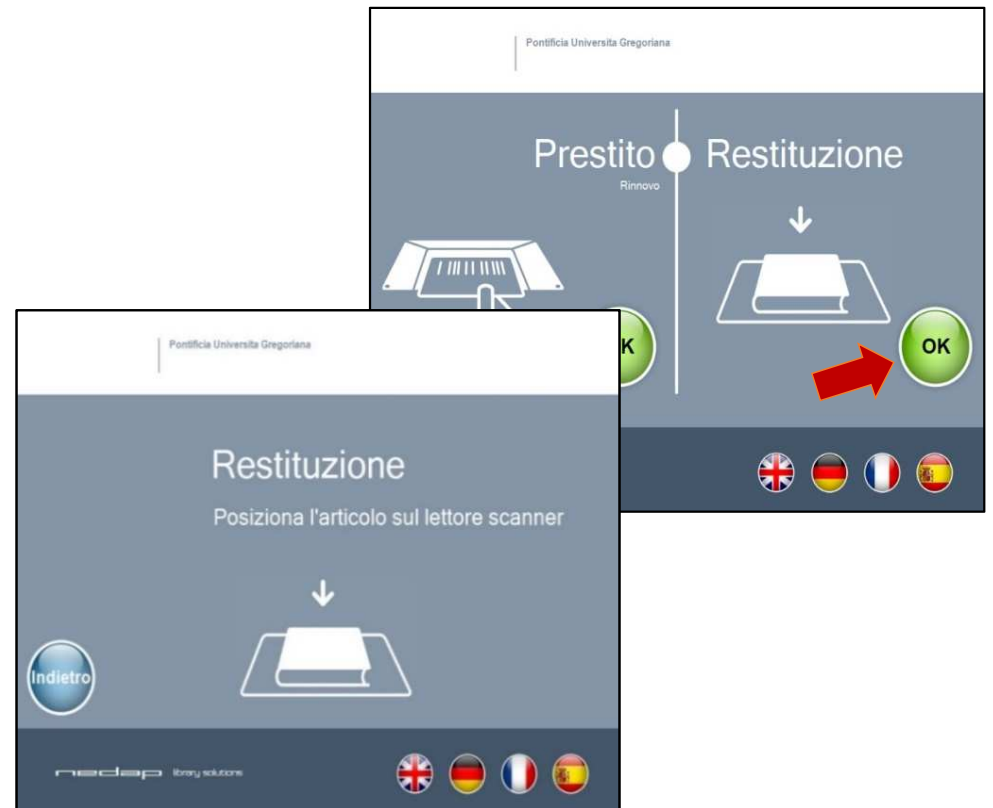 Pontificia Universita Gregoriana
Prestito
Restituzione
Rinnovo
K
OK
Pontificia Universita Gregoriana
Restituzione
Posiziona l'articolo sul lettore scanner
Indietro
nedap library solutions